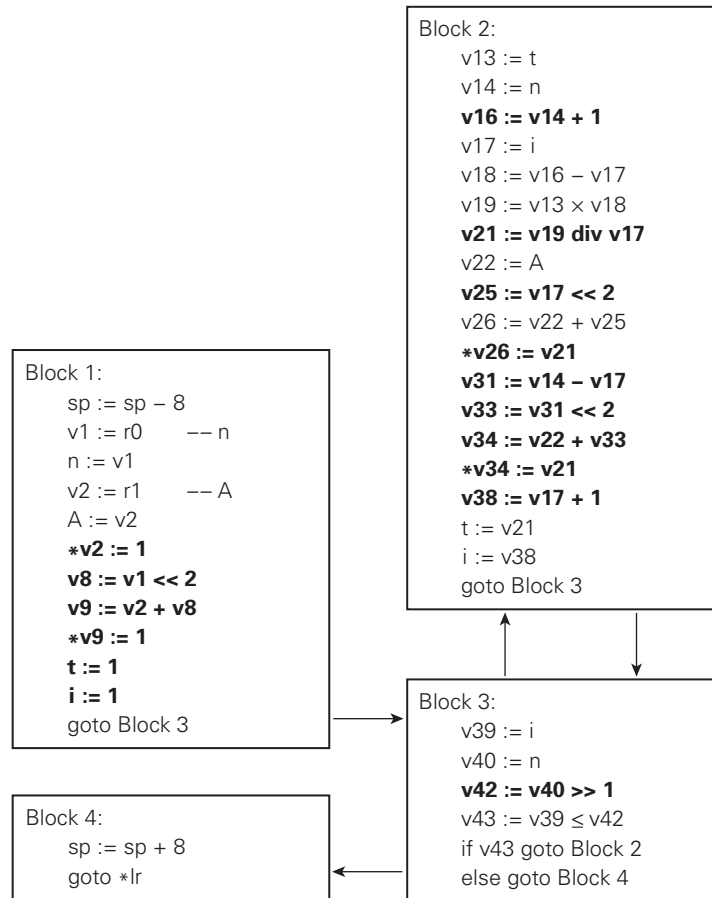 Block 1:
sp := sp – 8
v1 := r0 –– n
n := v1
v2 := r1 –– A
A := v2
*v2 := 1
v8 := v1 << 2
v9 := v2 + v8
*v9 := 1
t := 1
i := 1
goto Block 3
Block 2:
v13 := t
v14 := n
v16 := v14 + 1
v17 := i
v18 := v16 – v17
v19 := v13 × v18
v21 := v19 div v17
v22 := A
v25 := v17 << 2
v26 := v22 + v25
*v26 := v21
v31 := v14 – v17
v33 := v31 << 2
v34 := v22 + v33
*v34 := v21
v38 := v17 + 1
t := v21
i := v38
goto Block 3
Block 3:
v39 := i
v40 := n
v42 := v40 >> 1
v43 := v39 ≤ v42
if v43 goto Block 2
else goto Block 4
Block 4:
sp := sp + 8
goto *lr